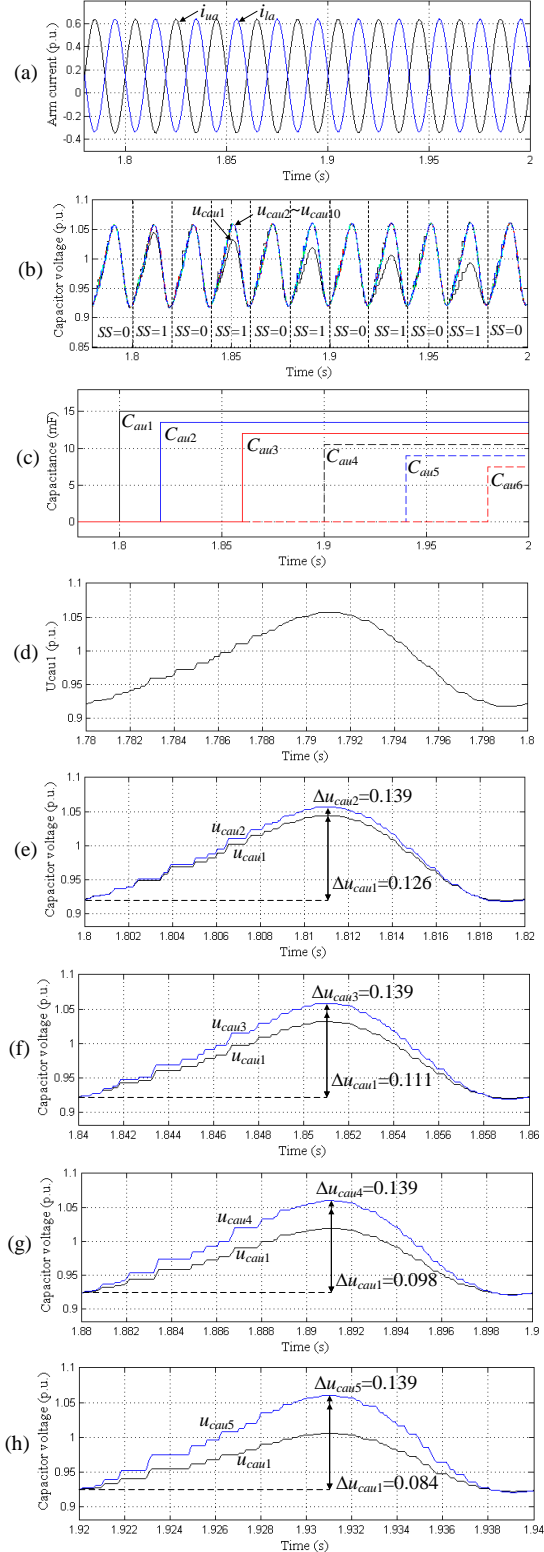 (a)
Arm current (p.u.)
0.6
0.4
0.2
0
-0.2
-0.4
i_ua
i_la
1.8 1.85 1.9 1.95 2
Time (s)
(b)
Capacitor voltage (p.u.)
1.1
1.05
1
0.95
0.9
0.85
u_cau1
u_cau2~u_cau10
SS=0 SS=1 SS=0 SS=1 SS=0 SS=1 SS=0 SS=1 SS=0 SS=1 SS=0
1.8 1.85 1.9 1.95 2
Time (s)
(c)
Capacitance (mF)
15
10
5
0
C_au1
C_au2
C_au3
C_au4
C_au5
C_au6
1.8 1.85 1.9 1.95 2
Time (s)
(d)
Ucau1 (p.u.)
1.1
1.05
1
0.95
0.9
1.78 1.782 1.784 1.786 1.788 1.79 1.792 1.794 1.796 1.798 1.8
Time (s)
(e)
Capacitor voltage (p.u.)
1.1
1.05
1
0.95
0.9
Δu_cau2=0.139
u_cau2
u_cau1
Δu_cau1=0.126
1.8 1.802 1.804 1.806 1.808 1.81 1.812 1.814 1.816 1.818 1.82
Time (s)
(f)
Capacitor voltage (p.u.)
1.1
1.05
1
0.95
0.9
Δu_cau3=0.139
u_cau3
u_cau1
Δu_cau1=0.111
1.84 1.842 1.844 1.846 1.848 1.85 1.852 1.854 1.856 1.858 1.86
Time (s)
(g)
Capacitor voltage (p.u.)
1.1
1.05
1
0.95
0.9
Δu_cau4=0.139
u_cau4
u_cau1
Δu_cau1=0.098
1.88 1.882 1.884 1.886 1.888 1.89 1.892 1.894 1.896 1.898 1.9
Time (s)
(h)
Capacitor voltage (p.u.)
1.1
1.05
1
0.95
0.9
Δu_cau5=0.139
u_cau5
u_cau1
Δu_cau1=0.084
1.92 1.922 1.924 1.926 1.928 1.93 1.932 1.934 1.936 1.938 1.94
Time (s)